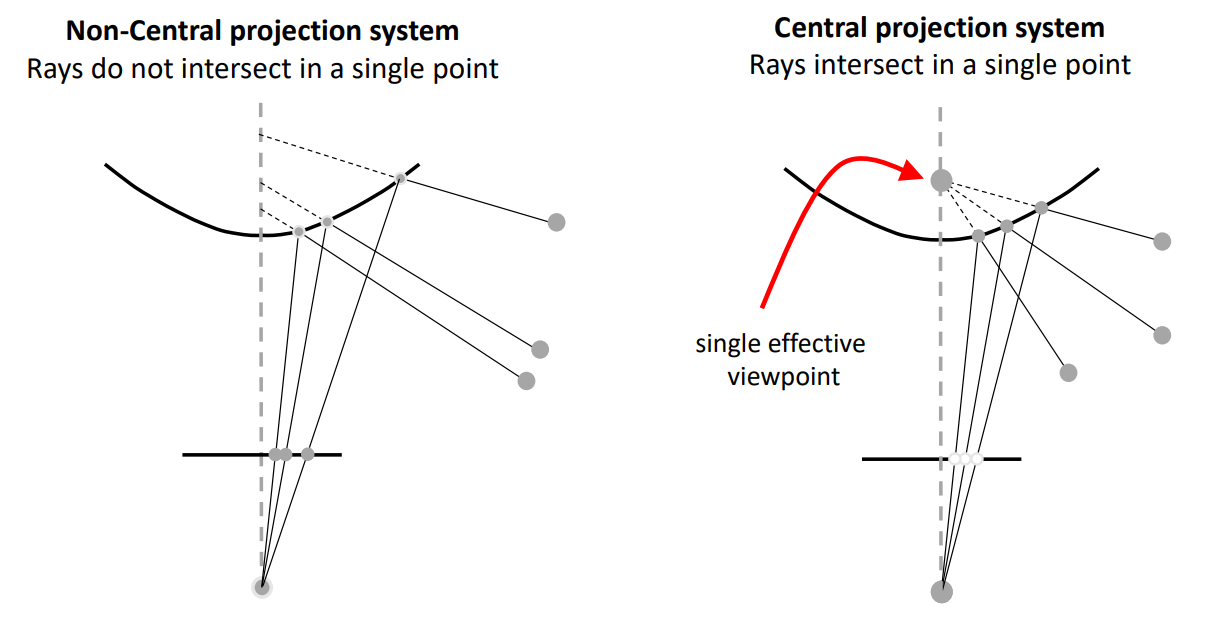 Non-Central projection system
Rays do not intersect in a single point
Central projection system
Rays intersect in a single point
single effective
viewpoint